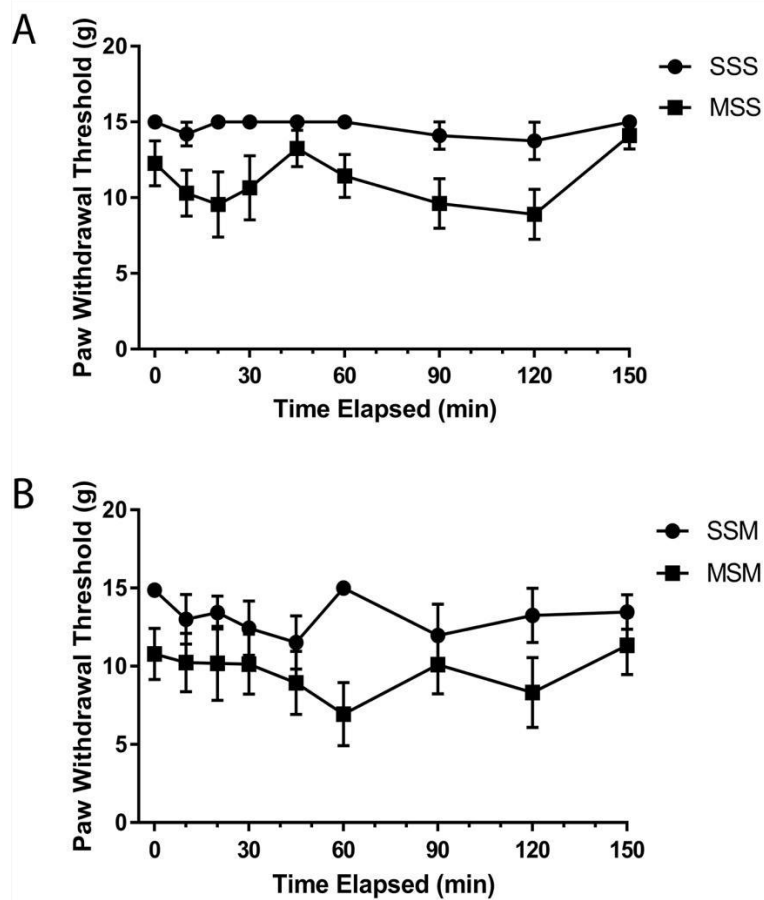 A
Paw Withdrawal Threshold (g)
20
15
10
5
0
0 30 60 90 120 150
Time Elapsed (min)
SSS
MSS
B
Paw Withdrawal Threshold (g)
20
15
10
5
0
0 30 60 90 120 150
Time Elapsed (min)
SSM
MSM